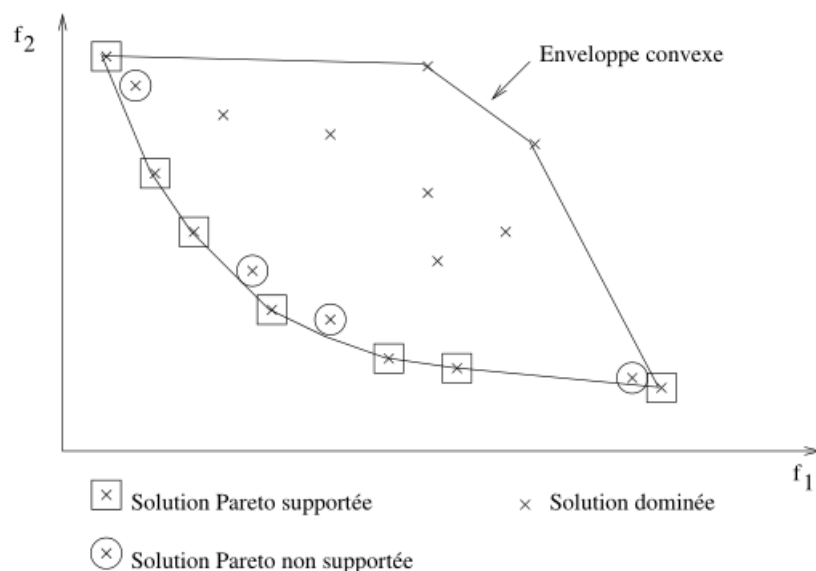 f2
Enveloppe convexe
f1
Solution Pareto supportée
Solution dominée
Solution Pareto non supportée